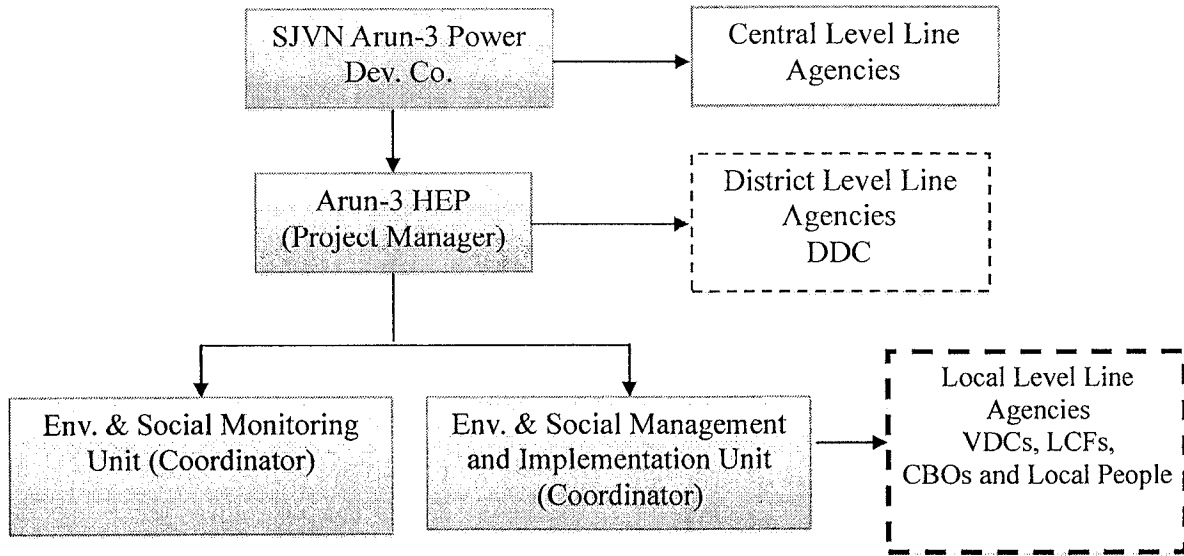 SJVN Arun-3 Power
Dev. Co.
Central Level Line
Agencies
Arun-3 HEP
(Project Manager)
District Level Line
Agencies
DDC
Env. & Social Monitoring
Unit (Coordinator)
Env. & Social Management
and Implementation Unit
(Coordinator)
Local Level Line
Agencies
VDCs, LCFs,
CBOs and Local People